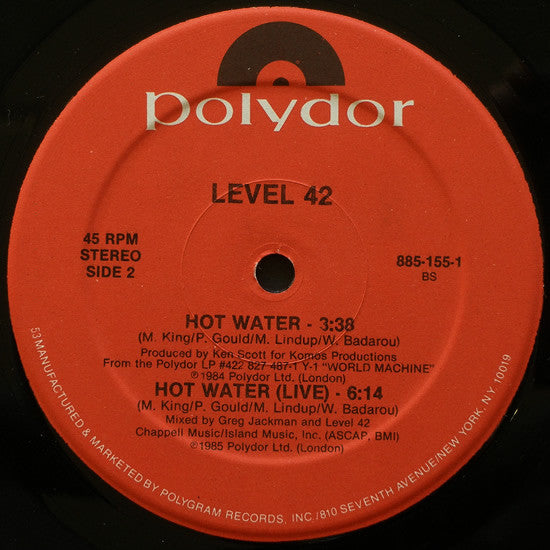 polydor
LEVEL 42
45 RPM
STEREO
SIDE 2
885-155-1
BS
HOT WATER - 3:38
(M. King/P. Gould/M. Lindup/W. Badarou)
Produced by Ken Scott for Komos Productions
From the Polydor LP #422 827 487-1 Y-1 "WORLD MACHINE"
℗1984 Polydor Ltd. (London)
HOT WATER (LIVE) - 6:14
(M. King/P. Gould/M. Lindup/W. Badarou)
Mixed by Greg Jackman and Level 42
Chappell Music/Island Music, Inc. (ASCAP, BMI)
℗1985 Polydor Ltd. (London)
53 MANUFACTURED & MARKETED BY POLYGRAM RECORDS, INC./810 SEVENTH AVENUE/NEW YORK, NY 10019